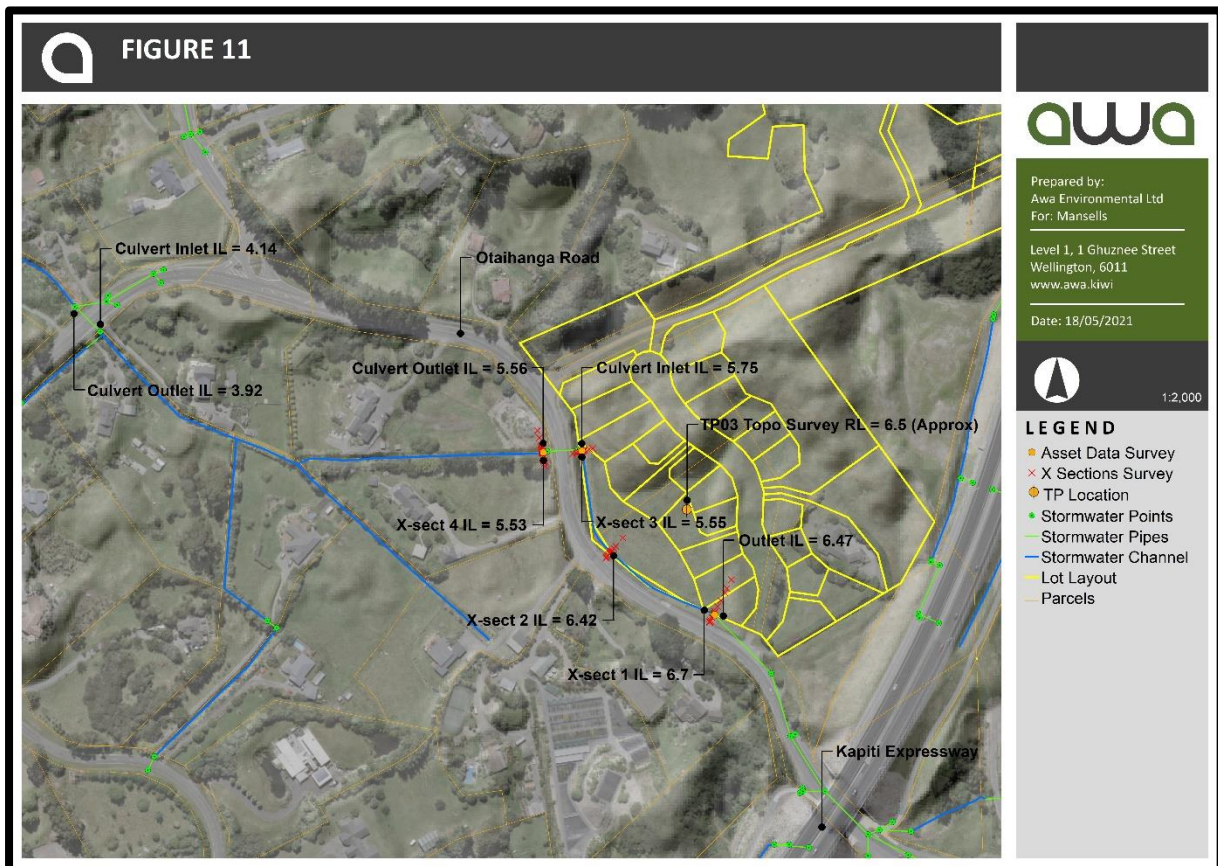 FIGURE 11
awa
Prepared by:
Awa Environmental Ltd
For: Mansells
Level 1, 1 Ghuznee Street
Wellington, 6011
www.awa.kiwi
Date: 18/05/2021
1:2,000
LEGEND
Asset Data Survey
X Sections Survey
TP Location
Stormwater Points
Stormwater Pipes
Stormwater Channel
Lot Layout
Parcels
Culvert Inlet IL = 4.14
Otaihanga Road
Culvert Outlet IL = 3.92
Culvert Outlet IL = 5.56
Culvert Inlet IL = 5.75
TP03 Topo Survey RL = 6.5 (Approx)
X-sect 4 IL = 5.53
X-sect 3 IL = 5.55
Outlet IL = 6.47
X-sect 2 IL = 6.42
X-sect 1 IL = 6.7
Kapiti Expressway